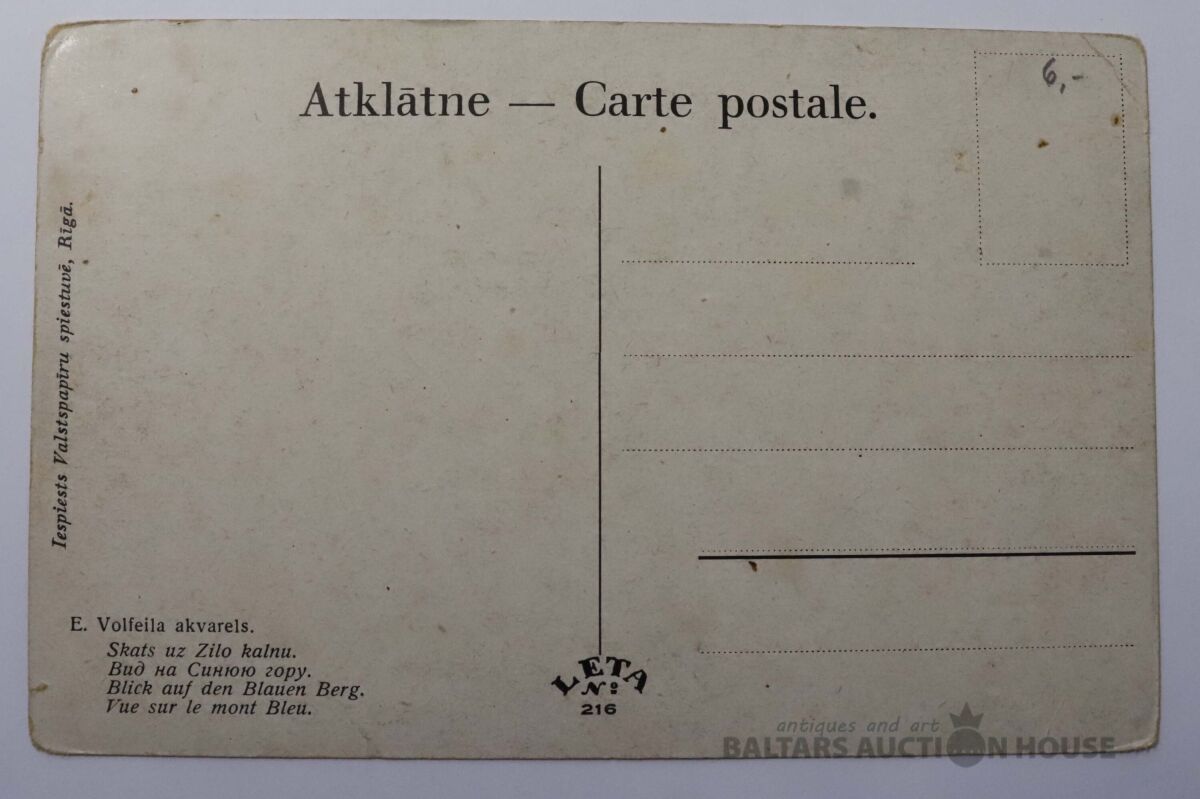 Atklātne — Carte postale.
6,-
Iespiests Valstspapīru spiestuvē, Rīgā.
E. Volfeila akvarels.
Skats uz Zilo kalnu.
Вид на Синюю гору.
Blick auf den Blauen Berg.
Vue sur le mont Bleu.
LETA
№
216
antiques and art
BALTARS AUCTION HOUSE